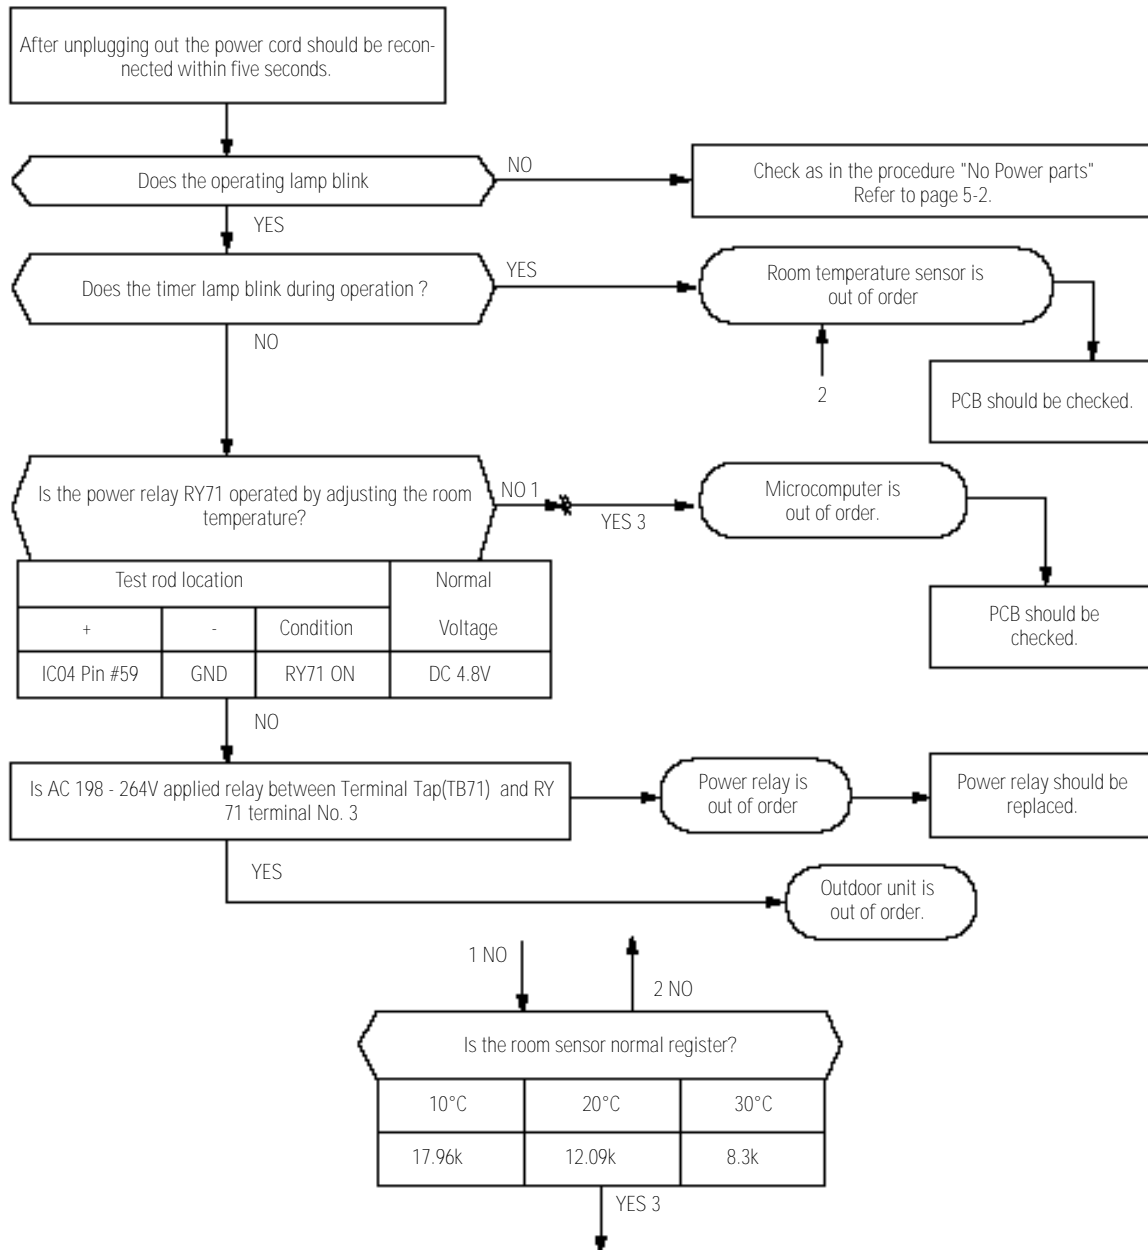 After unplugging out the power cord should be recon-
nected within five seconds.
Does the operating lamp blink
NO
Check as in the procedure "No Power parts"
Refer to page 5-2.
YES
Does the timer lamp blink during operation ?
YES
Room temperature sensor is
out of order
NO
2
PCB should be checked.
Is the power relay RY71 operated by adjusting the room
temperature?
NO 1
YES 3
Microcomputer is
out of order.
PCB should be
checked.
Test rod location
Normal
+
-
Condition
Voltage
IC04 Pin #59
GND
RY71 ON
DC 4.8V
NO
Is AC 198 - 264V applied relay between Terminal Tap(TB71) and RY
71 terminal No. 3
Power relay is
out of order
Power relay should be
replaced.
YES
Outdoor unit is
out of order.
1 NO
2 NO
Is the room sensor normal register?
10°C
20°C
30°C
17.96k
12.09k
8.3k
YES 3